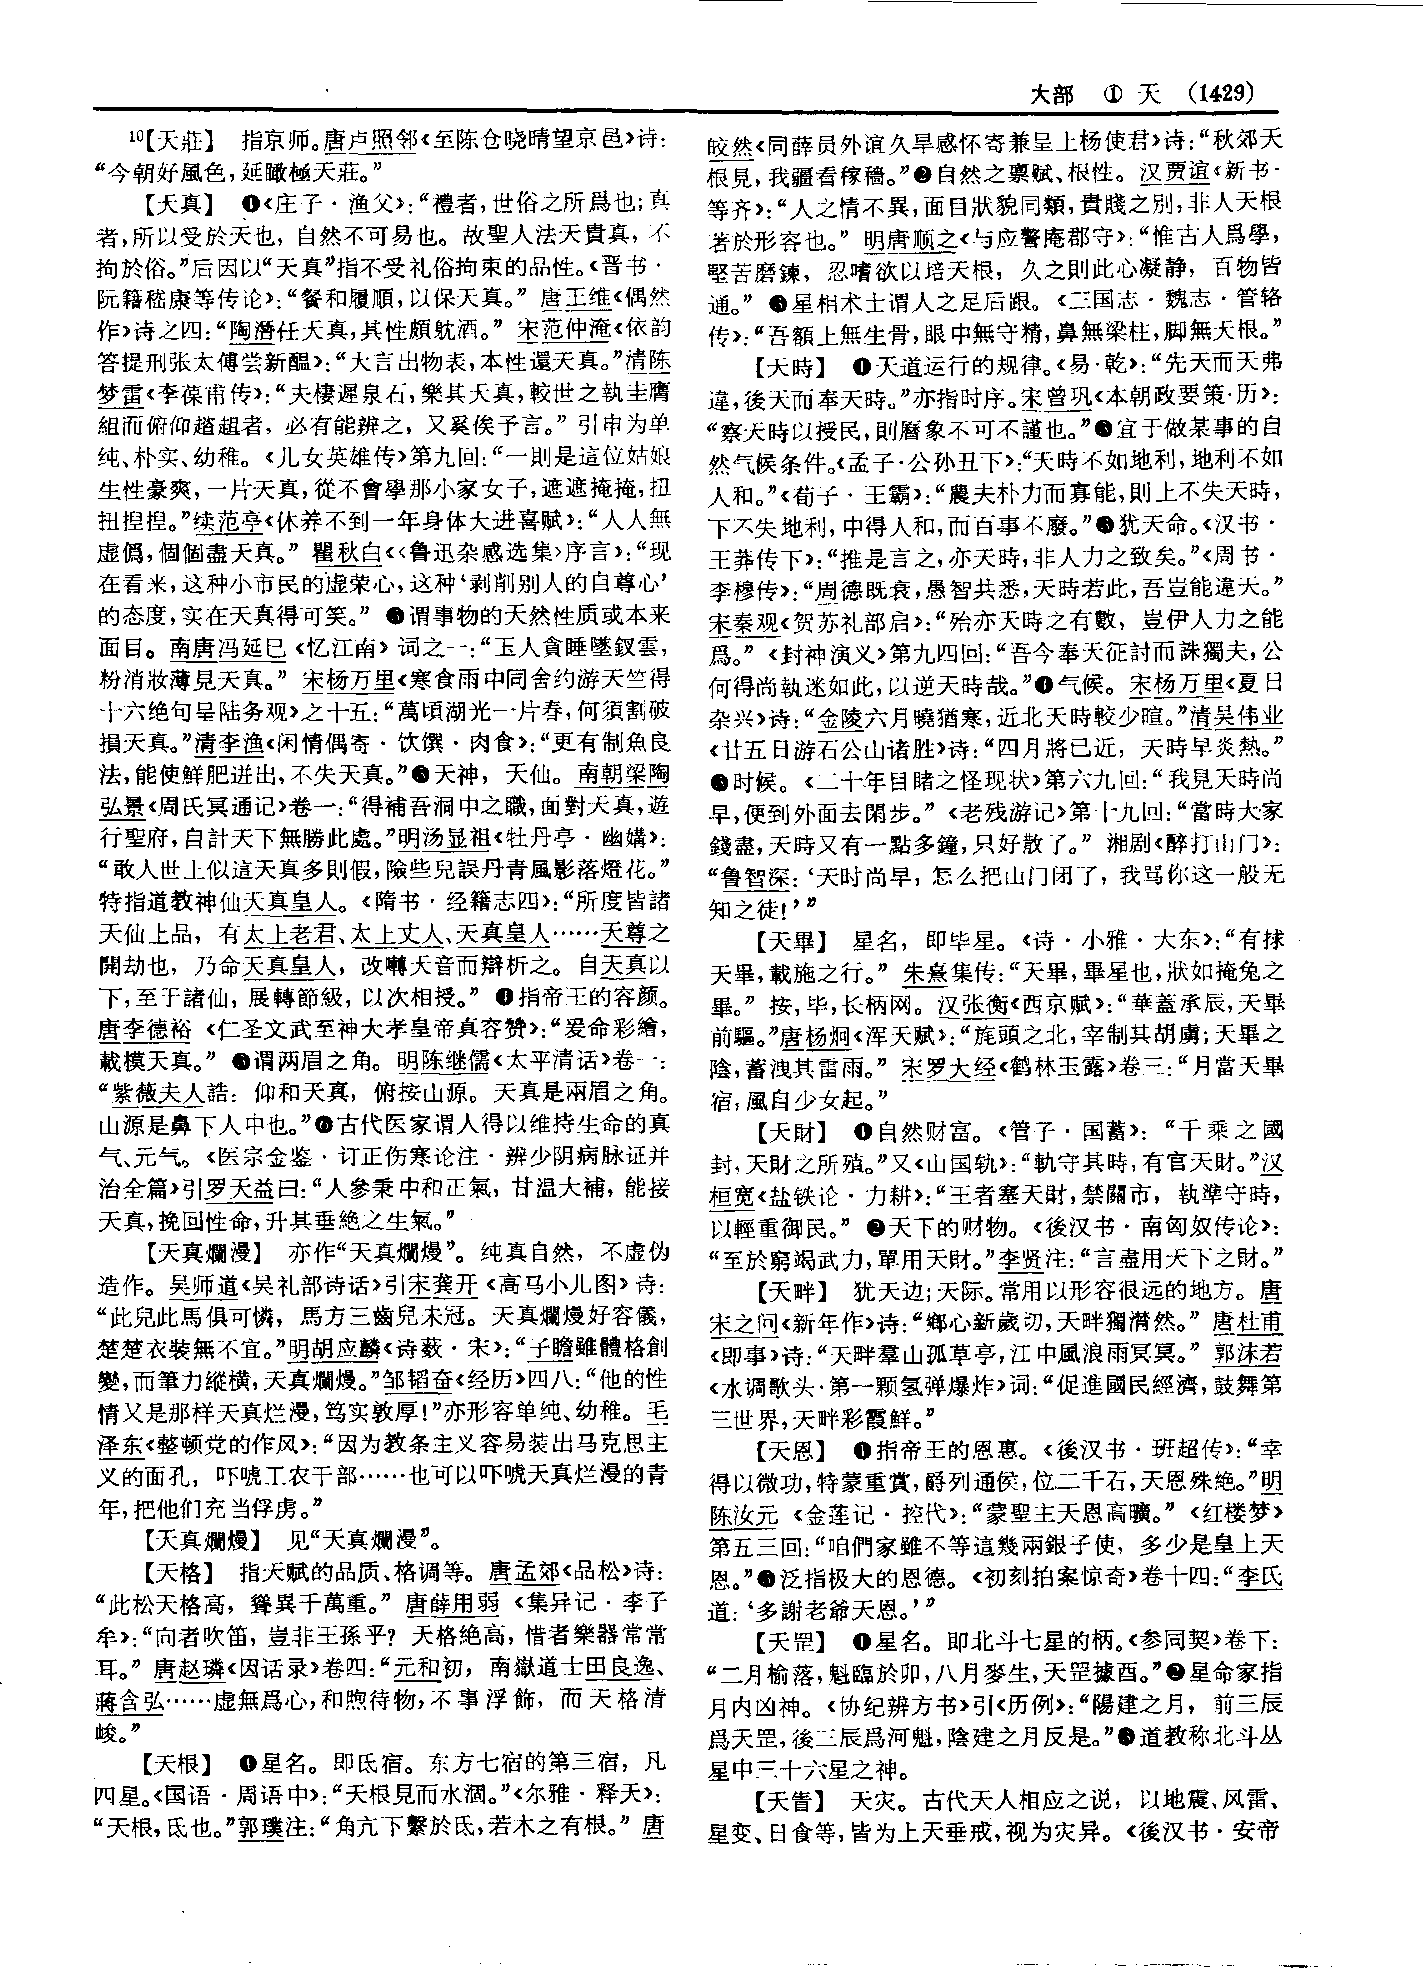 大部 ① 天 (1429)
10【天莊】 指京师。唐卢照邻《至陈仓晓晴望京邑》诗：
“今朝好風色，延瞰極天莊。”
【天真】 ❶《庄子·渔父》：“禮者，世俗之所爲也；真
者，所以受於天也，自然不可易也。故聖人法天貴真，不
拘於俗。”后因以“天真”指不受礼俗拘束的品性。《晋书·
阮籍嵇康等传论》：“餐和履順，以保天真。” 唐王维《偶然
作》诗之四：“陶潛任天真，其性頗躭酒。” 宋范仲淹《依韵
答提刑张太傅尝新醖》：“大言出物表，本性還天真。”清陈
梦雷《李葆甫传》：“夫棲遲泉石，樂其天真，較世之執圭膺
組而俯仰趑趄者，必有能辨之，又奚俟予言。” 引申为单
纯、朴实、幼稚。《儿女英雄传》第九回：“一則是這位姑娘
生性豪爽，一片天真，從不會學那小家女子，遮遮掩掩，扭
扭捏捏。”续范亭《休养不到一年身体大进喜赋》：“人人無
虛僞，個個盡天真。” 瞿秋白《〈鲁迅杂感选集〉序言》：“现
在看来，这种小市民的虚荣心，这种‘剥削别人的自尊心’
的态度，实在天真得可笑。” ❷谓事物的天然性质或本来
面目。南唐冯延巳《忆江南》词之一：“玉人貪睡墜釵雲，
粉消妝薄見天真。” 宋杨万里《寒食雨中同舍约游天竺得
十六绝句呈陆务观》之十五：“萬頃湖光一片春，何須割破
損天真。”清李渔《闲情偶寄·饮馔·肉食》：“更有制魚良
法，能使鮮肥迸出，不失天真。”❸天神，天仙。南朝梁陶
弘景《周氏冥通记》卷一：“得補吾洞中之職，面對天真，遊
行聖府，自計天下無勝此處。”明汤显祖《牡丹亭·幽媾》：
“敢人世上似這天真多則假，險些兒誤丹青風影落燈花。”
特指道教神仙天真皇人。《隋书·经籍志四》：“所度皆諸
天仙上品，有太上老君、太上丈人、天真皇人……天尊之
開劫也，乃命天真皇人，改囀天音而辯析之。自天真以
下，至于諸仙，展轉節級，以次相授。” ❹指帝王的容颜。
唐李德裕《仁圣文武至神大孝皇帝真容赞》：“爰命彩繪，
載模天真。” ❺谓两眉之角。明陈继儒《太平清话》卷一：
“紫薇夫人誥：仰和天真，俯按山源。天真是兩眉之角。
山源是鼻下人中也。”❻古代医家谓人得以维持生命的真
气、元气。《医宗金鉴·订正伤寒论注·辨少阴病脉证并
治全篇》引罗天益曰：“人參秉中和正氣，甘温大補，能接
天真，挽回性命，升其垂絶之生氣。”
【天真爛漫】 亦作“天真爛熳”。纯真自然，不虚伪
造作。吴师道《吴礼部诗话》引宋龚开《高马小儿图》诗：
“此兒此馬俱可憐，馬方三齒兒未冠。天真爛熳好容儀，
楚楚衣裝無不宜。”明胡应麟《诗薮·宋》：“子瞻雖體格創
變，而筆力縱横，天真爛熳。”邹韬奋《经历》四八：“他的性
情又是那样天真烂漫，笃实敦厚！”亦形容单纯、幼稚。毛
泽东《整顿党的作风》：“因为教条主义容易装出马克思主
义的面孔，吓唬工农干部……也可以吓唬天真烂漫的青
年，把他们充当俘虏。”
【天真爛熳】 见“天真爛漫”。
【天格】 指天赋的品质、格调等。唐孟郊《品松》诗：
“此松天格高，聳異千萬重。” 唐薛用弱《集异记·李子
牟》：“向者吹笛，豈非王孫乎？天格绝高，惜者樂器常常
耳。” 唐赵璘《因话录》卷四：“元和初，南嶽道士田良逸、
蔣含弘……虛無爲心，和煦待物，不事浮飾，而天格清
峻。”
【天根】 ❶星名。即氐宿。东方七宿的第三宿，凡
四星。《国语·周语中》：“天根見而水涸。”《尔雅·释天》：
“天根，氐也。”郭璞注：“角亢下繫於氐，若木之有根。” 唐
皎然《同薛员外谊久旱感怀寄兼呈上杨使君》诗：“秋郊天
根見，我疆看稼穡。”❷自然之禀赋、根性。汉贾谊《新书·
等齐》：“人之情不異，面目狀貌同類，貴賤之别，非人天根
著於形容也。” 明唐顺之《与应警庵郡守》：“惟古人爲學，
堅苦磨鍊，忍嗜欲以培天根，久之則此心凝静，百物皆
通。” ❸星相术士谓人之足后跟。《三国志·魏志·管辂
传》：“吾額上無生骨，眼中無守精，鼻無梁柱，脚無天根。”
【天時】 ❶天道运行的规律。《易·乾》：“先天而天弗
違，後天而奉天時。”亦指时序。宋曾巩《本朝政要策·历》：
“察天時以授民，則曆象不可不謹也。”❷宜于做某事的自
然气候条件。《孟子·公孙丑下》：“天時不如地利，地利不如
人和。”《荀子·王霸》：“農夫朴力而寡能，則上不失天時，
下不失地利，中得人和，而百事不廢。”❸犹天命。《汉书·
王莽传下》：“推是言之，亦天時，非人力之致矣。”《周书·
李穆传》：“周德既衰，愚智共悉，天時若此，吾豈能違天。”
宋秦观《贺苏礼部启》：“殆亦天時之有數，豈伊人力之能
爲。” 《封神演义》第九四回：“吾今奉天征討而誅獨夫，公
何得尚執迷如此，以逆天時哉。”❹气候。宋杨万里《夏日
杂兴》诗：“金陵六月曉猶寒，近北天時較少暄。”清吴伟业
《廿五日游石公山诸胜》诗：“四月將已近，天時早炎熱。”
❺时候。《二十年目睹之怪现状》第六九回：“我見天時尚
早，便到外面去閑步。” 《老残游记》第十九回：“當時大家
錢盡，天時又有一點多鐘，只好散了。” 湘剧《醉打山门》：
“鲁智深：‘天时尚早，怎么把山门闭了，我骂你这一般无
知之徒！’”
【天畢】 星名，即毕星。《诗·小雅·大东》：“有捄
天畢，載施之行。” 朱熹集传：“天畢，畢星也，狀如掩兔之
畢。” 按，毕，长柄网。汉张衡《西京赋》：“華蓋承辰，天畢
前驅。”唐杨炯《浑天赋》：“旄頭之北，宰制其胡虜；天畢之
陰，蓄洩其雷雨。” 宋罗大经《鹤林玉露》卷三：“月當天畢
宿，風自少女起。”
【天財】 ❶自然财富。《管子·国蓄》：“千乘之國
封，天財之所殖。”又《山国轨》：“軌守其時，有官天財。”汉
桓宽《盐铁论·力耕》：“王者塞天財，禁關市，執準守時，
以輕重御民。” ❷天下的财物。《後汉书·南匈奴传论》：
“至於窮竭武力，單用天財。”李贤注：“言盡用天下之財。”
【天畔】 犹天边；天际。常用以形容很远的地方。唐
宋之问《新年作》诗：“鄉心新歲切，天畔獨潸然。” 唐杜甫
《即事》诗：“天畔羣山孤草亭，江中風浪雨冥冥。” 郭沫若
《水调歌头·第一颗氢弹爆炸》词：“促進國民經濟，鼓舞第
三世界，天畔彩霞鮮。”
【天恩】 ❶指帝王的恩惠。《後汉书·班超传》：“幸
得以微功，特蒙重賞，爵列通侯，位二千石，天恩殊絶。”明
陈汝元《金莲记·控代》：“蒙聖主天恩高曠。” 《红楼梦》
第五三回：“咱們家雖不等這幾兩銀子使，多少是皇上天
恩。”❷泛指极大的恩德。《初刻拍案惊奇》卷十四：“李氏
道：‘多謝老爺天恩。’”
【天罡】 ❶星名。即北斗七星的柄。《参同契》卷下：
“二月榆落，魁臨於卯，八月麥生，天罡據酉。”❷星命家指
月内凶神。《协纪辨方书》引《历例》：“陽建之月，前三辰
爲天罡，後三辰爲河魁，陰建之月反是。”❸道教称北斗丛
星中三十六星之神。
【天眚】 天灾。古代天人相应之说，以地震、风雷、
星变、日食等，皆为上天垂戒，视为灾异。《後汉书·安帝